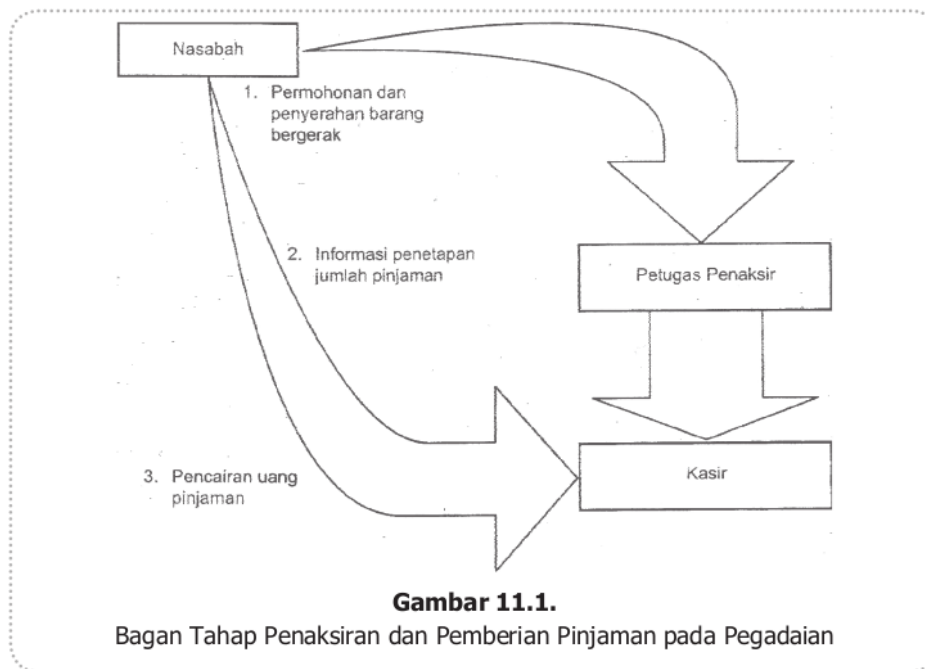 Nasabah
1. Permohonan dan
penyerahan barang
bergerak
2. Informasi penetapan
jumlah pinjaman
Petugas Penaksir
3. Pencairan uang
pinjaman
Kasir
Gambar 11.1.
Bagan Tahap Penaksiran dan Pemberian Pinjaman pada Pegadaian